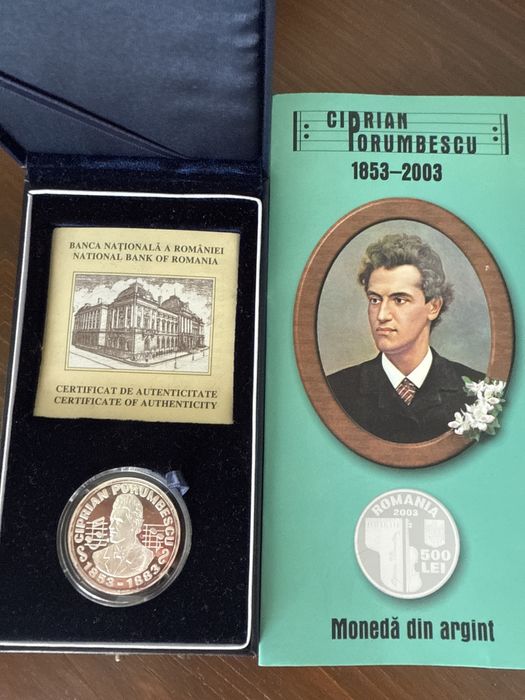 BANCA NAȚIONALĂ A ROMÂNIEI
NATIONAL BANK OF ROMANIA
CERTIFICAT DE AUTENTICITATE
CERTIFICATE OF AUTHENTICITY
CIPRIAN PORUMBESCU
1853-1883
CIPRIAN
PORUMBESCU
1853–2003
ROMANIA
2003
500
LEI
Monedă din argint